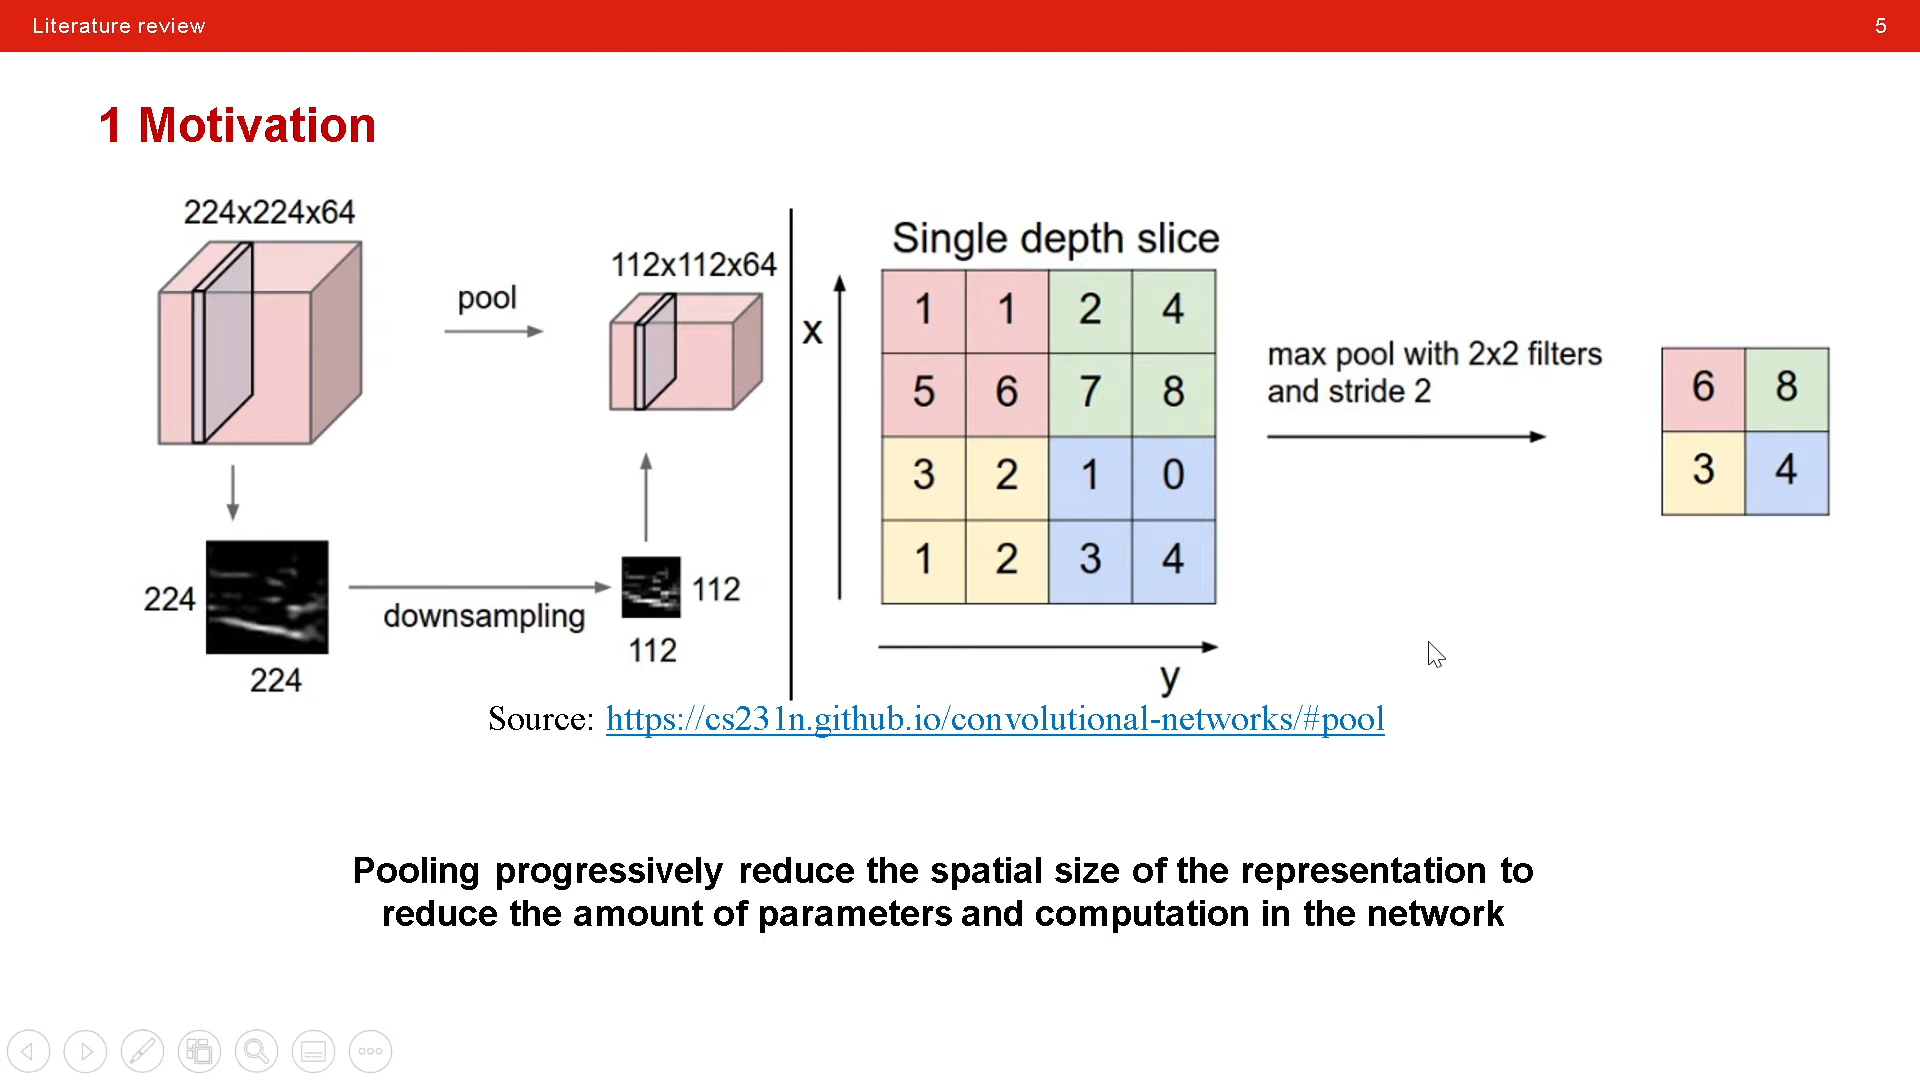 Literature review
5
1 Motivation
224x224x64
pool
112x112x64
224
224
downsampling
112
112
Single depth slice
x
1 1 2 4
5 6 7 8
3 2 1 0
1 2 3 4
y
max pool with 2x2 filters
and stride 2
6 8
3 4
Source: https://cs231n.github.io/convolutional-networks/#pool
Pooling progressively reduce the spatial size of the representation to
reduce the amount of parameters and computation in the network